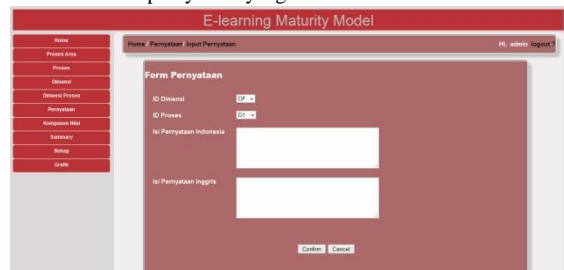 E-learning Maturity Model
Home
Proses Area
Proses
Dimensi
Dimensi Proses
Pernyataan
Komponen Nilai
Summary
Rekap
Grafik
Home / Pernyataan / Input Pernyataan
Hi, admin logout ?
Form Pernyataan
ID Dimensi DF
ID Proses D1
Isi Pernyataan Indonesia
Isi Pernyataan Inggris
Confirm Cancel